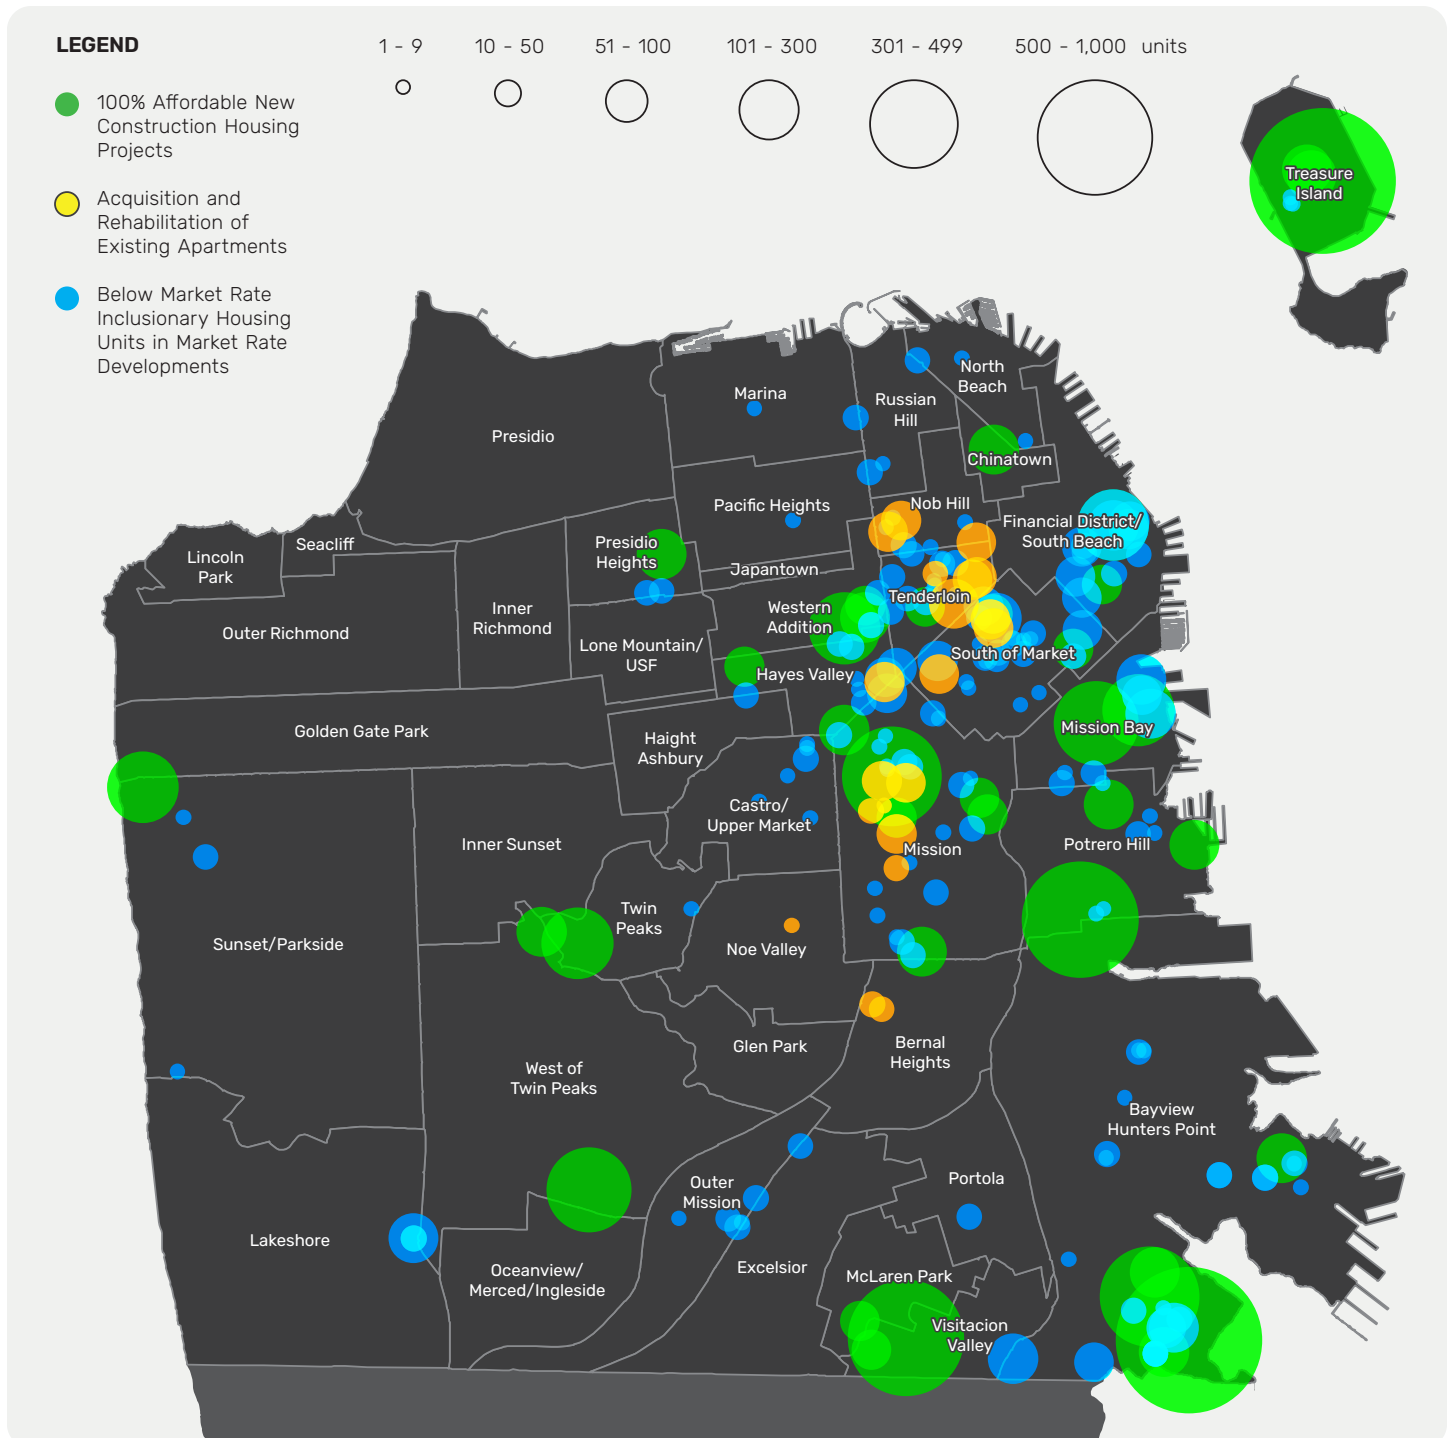 LEGEND
1 - 9
10 - 50
51 - 100
101 - 300
301 - 499
500 - 1,000 units
100% Affordable New
Construction Housing
Projects
Acquisition and
Rehabilitation of
Existing Apartments
Below Market Rate
Inclusionary Housing
Units in Market Rate
Developments
Treasure
Island
North
Beach
Marina
Russian
Hill
Presidio
Chinatown
Pacific Heights
Nob Hill
Financial District/
South Beach
Seacliff
Lincoln
Park
Presidio
Heights
Japantown
Tenderloin
Western
Addition
Inner
Richmond
Outer Richmond
Lone Mountain/
USF
South of Market
Hayes Valley
Golden Gate Park
Mission Bay
Haight
Ashbury
Castro/
Upper Market
Inner Sunset
Mission
Potrero Hill
Twin
Peaks
Sunset/Parkside
Noe Valley
Glen Park
Bernal
Heights
West of
Twin Peaks
Bayview
Hunters Point
Outer
Mission
Portola
Lakeshore
Excelsior
Oceanview/
Merced/Ingleside
McLaren Park
Visitacion
Valley